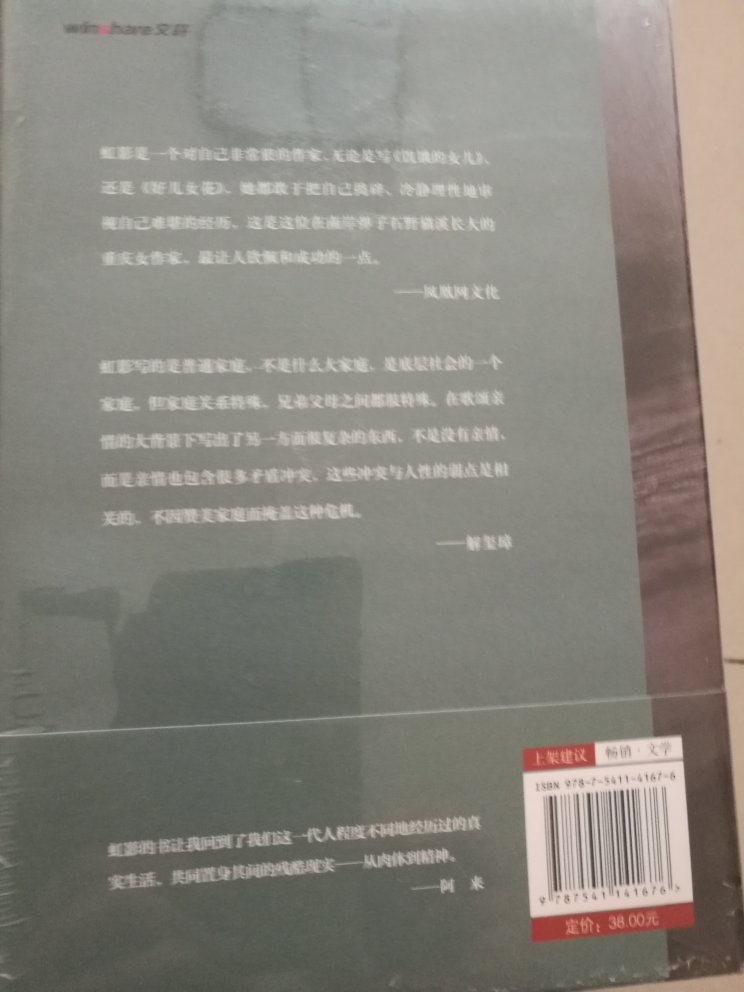 winshare文轩
虹影是一个对自己非常狠的作家、无论是写《饥饿的女儿》、
还是《好儿女花》、她都敢于把自己捣碎、冷静理性地审
视自己难堪的经历、这是这位在南岸弹子石野猫溪长大的
重庆女作家、最让人钦佩和成功的一点。
——凤凰网文化
虹影写的是普通家庭、不是什么大家庭、是底层社会的一个
家庭、但家庭关系特殊、兄弟父母之间都很特殊。在歌颂亲
情的大背景下写出了另一方面很复杂的东西、不是没有亲情、
而是亲情也包含很多矛盾冲突、这些冲突与人性的弱点是相
关的、不因赞美家庭而掩盖这种危机。
——解玺璋
上架建议 畅销·文学
ISBN 978-7-5411-4167-6
9 787541 141676 >
定价：38.00元
虹影的书让我回到了我们这一代人程度不同地经历过的真
实生活、共同置身其间的残酷现实——从肉体到精神。
——阿 来